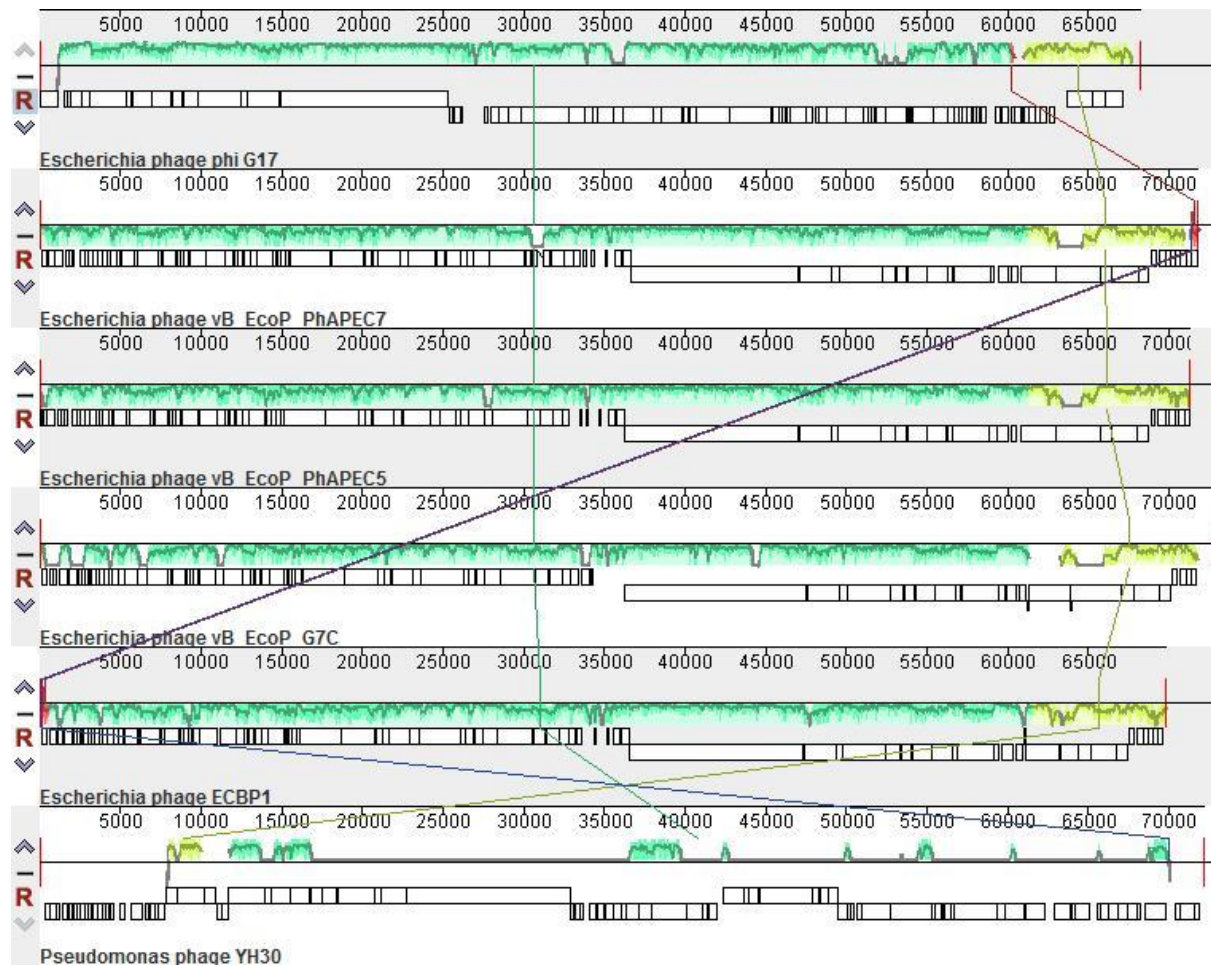 5000 10000 15000 20000 25000 30000 35000 40000 45000 50000 55000 60000 65000
R
Escherichia phage phi G17
5000 10000 15000 20000 25000 30000 35000 40000 45000 50000 55000 60000 65000 70000
R
Escherichia phage vB_EcoP_PhAPEC7
5000 10000 15000 20000 25000 30000 35000 40000 45000 50000 55000 60000 65000 70000
R
Escherichia phage vB_EcoP_PhAPEC5
5000 10000 15000 20000 25000 30000 35000 40000 45000 50000 55000 60000 65000 70000
R
Escherichia phage vB_EcoP_G7C
5000 10000 15000 20000 25000 30000 35000 40000 45000 50000 55000 60000 65000
R
Escherichia phage ECBP1
5000 10000 15000 20000 25000 30000 35000 40000 45000 50000 55000 60000 65000 70000
R
Pseudomonas phage YH30